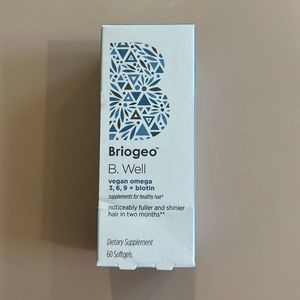 Briogeo™
B. Well
vegan omega
3, 6, 9 + biotin
supplements for healthy hair*
noticeably fuller and shinier
hair in two months**
Dietary Supplement
60 Softgels